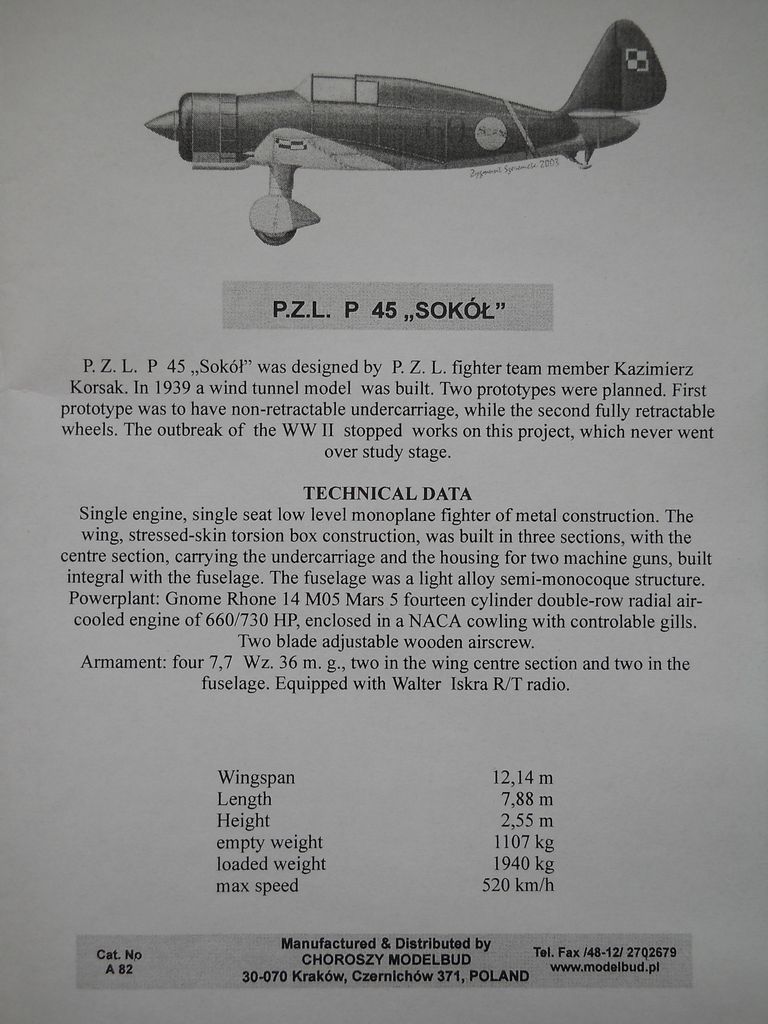 2003
P.Z.L. P 45 „SOKÓŁ”
P. Z. L. P 45 „Sokół” was designed by P. Z. L. fighter team member Kazimierz
Korsak. In 1939 a wind tunnel model was built. Two prototypes were planned. First
prototype was to have non-retractable undercarriage, while the second fully retractable
wheels. The outbreak of the WW II stopped works on this project, which never went
over study stage.
TECHNICAL DATA
Single engine, single seat low level monoplane fighter of metal construction. The
wing, stressed-skin torsion box construction, was built in three sections, with the
centre section, carrying the undercarriage and the housing for two machine guns, built
integral with the fuselage. The fuselage was a light alloy semi-monocoque structure.
Powerplant: Gnome Rhone 14 M05 Mars 5 fourteen cylinder double-row radial air-
cooled engine of 660/730 HP, enclosed in a NACA cowling with controlable gills.
Two blade adjustable wooden airscrew.
Armament: four 7,7 Wz. 36 m. g., two in the wing centre section and two in the
fuselage. Equipped with Walter Iskra R/T radio.
Wingspan 12,14 m
Length 7,88 m
Height 2,55 m
empty weight 1107 kg
loaded weight 1940 kg
max speed 520 km/h
Cat. No
A 82
Manufactured & Distributed by
CHOROSZY MODELBUD
30-070 Kraków, Czernichów 371, POLAND
Tel. Fax /48-12/ 2702679
www.modelbud.pl